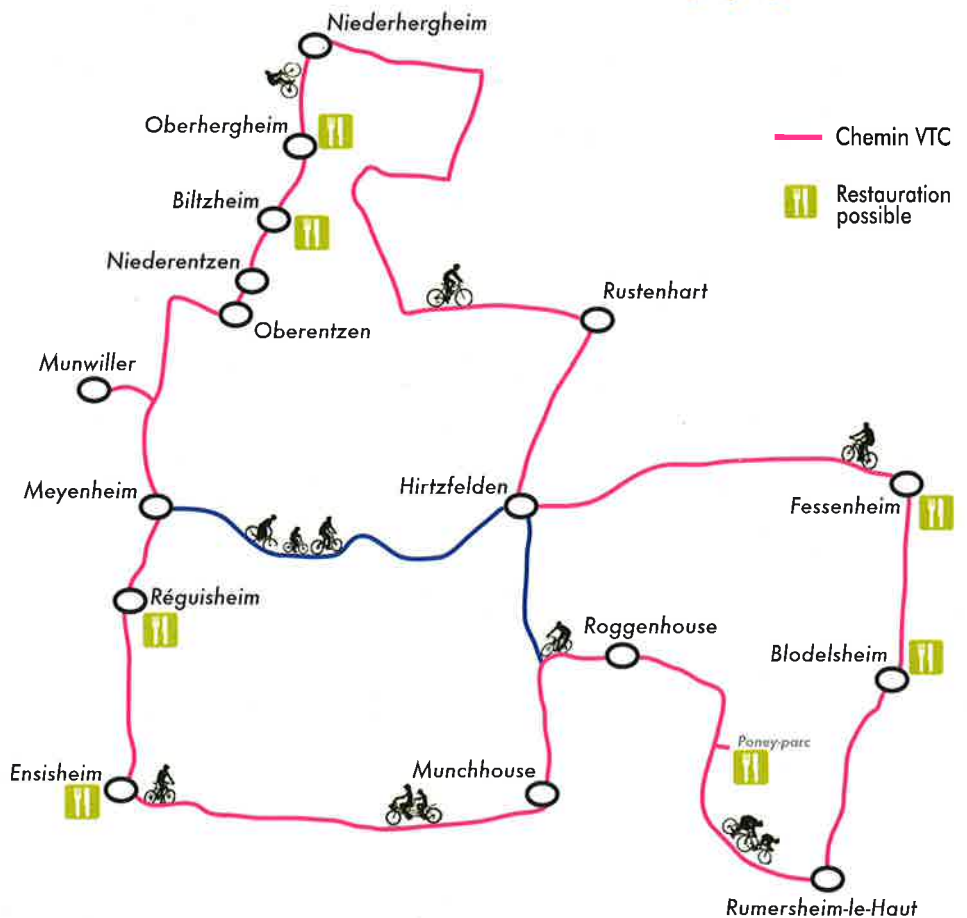 Niederhergheim
Oberhergheim
Chemin VTC
Biltzheim
Restauration
possible
Niederentzen
Oberentzen
Rustenhart
Munwiller
Meyenheim
Hirtzfelden
Fessenheim
Réguisheim
Roggenhouse
Blodelsheim
Poney-parc
Ensisheim
Munchhouse
Rumersheim-le-Haut